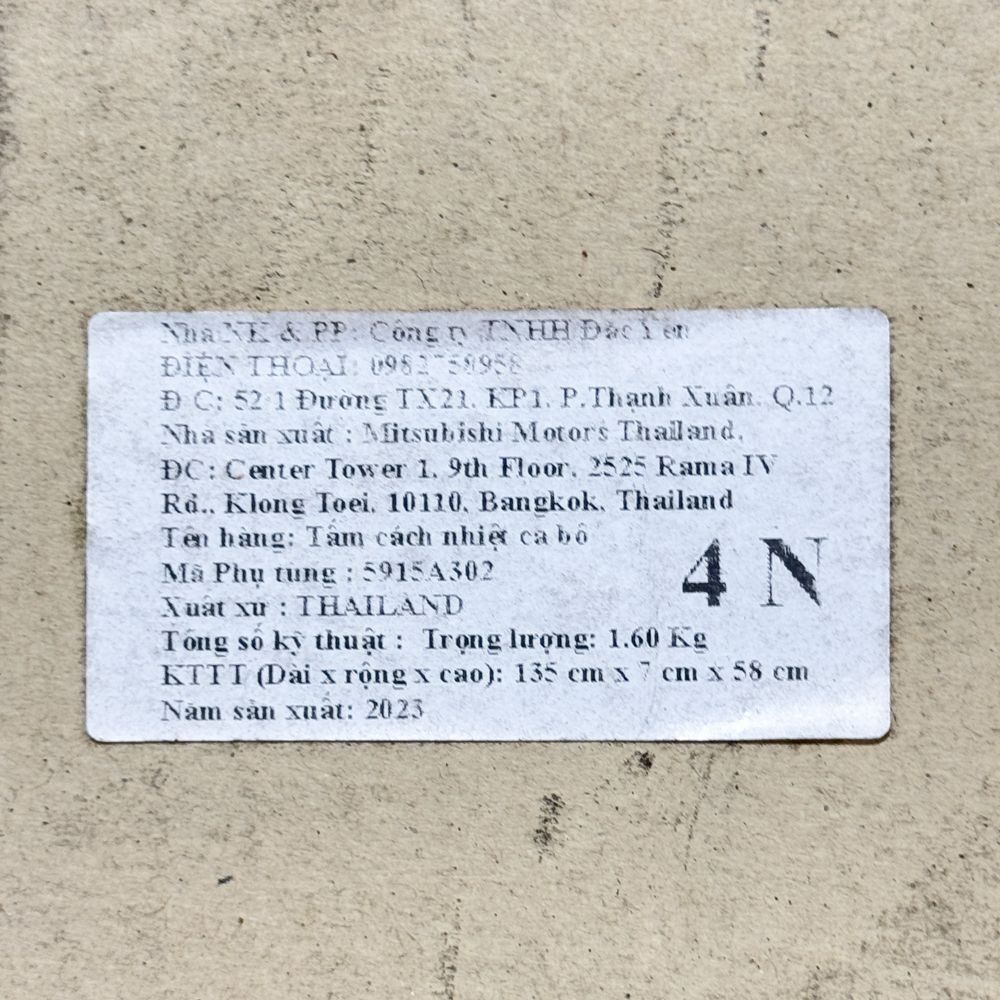 Nhà NK & PP: Công ty TNHH Đắc Yên
ĐIỆN THOẠI: 0982758958
Đ C: 52/1 Đường TX21, KP1, P.Thạnh Xuân, Q.12
Nhà sản xuất : Mitsubishi Motors Thailand,
ĐC: Center Tower 1, 9th Floor, 2525 Rama IV
Rd., Klong Toei, 10110, Bangkok, Thailand
Tên hàng: Tấm cách nhiệt ca bô
Mã Phụ tùng : 5915A302
Xuất xứ : THAILAND
4 N
Tổng số kỹ thuật : Trọng lượng: 1.60 Kg
KTTT (Dài x rộng x cao): 135 cm x 7 cm x 58 cm
Năm sản xuất: 2023